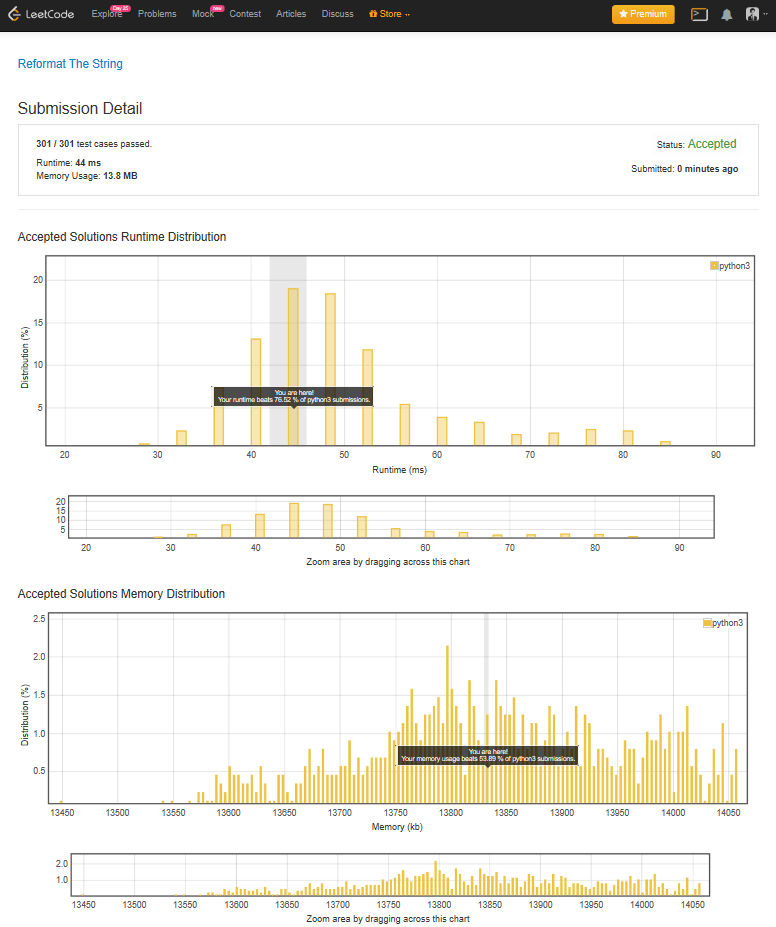 LeetCode Explore Day 25 Problems Mock new Contest Articles Discuss Store Premium
Reformat The String
Submission Detail
301 / 301 test cases passed.
Status: Accepted
Runtime: 44 ms
Submitted: 0 minutes ago
Memory Usage: 13.8 MB
Accepted Solutions Runtime Distribution
python3
Distribution (%)
20
15
10
5
You are here!
Your runtime beats 76.52 % of python3 submissions.
20 30 40 50 60 70 80 90
Runtime (ms)
20
15
10
5
20 30 40 50 60 70 80 90
Zoom area by dragging across this chart
Accepted Solutions Memory Distribution
python3
Distribution (%)
2.5
2.0
1.5
1.0
0.5
You are here!
Your memory usage beats 53.89 % of python3 submissions.
13450 13500 13550 13600 13650 13700 13750 13800 13850 13900 13950 14000 14050
Memory (kb)
2.0
1.0
13450 13500 13550 13600 13650 13700 13750 13800 13850 13900 13950 14000 14050
Zoom area by dragging across this chart